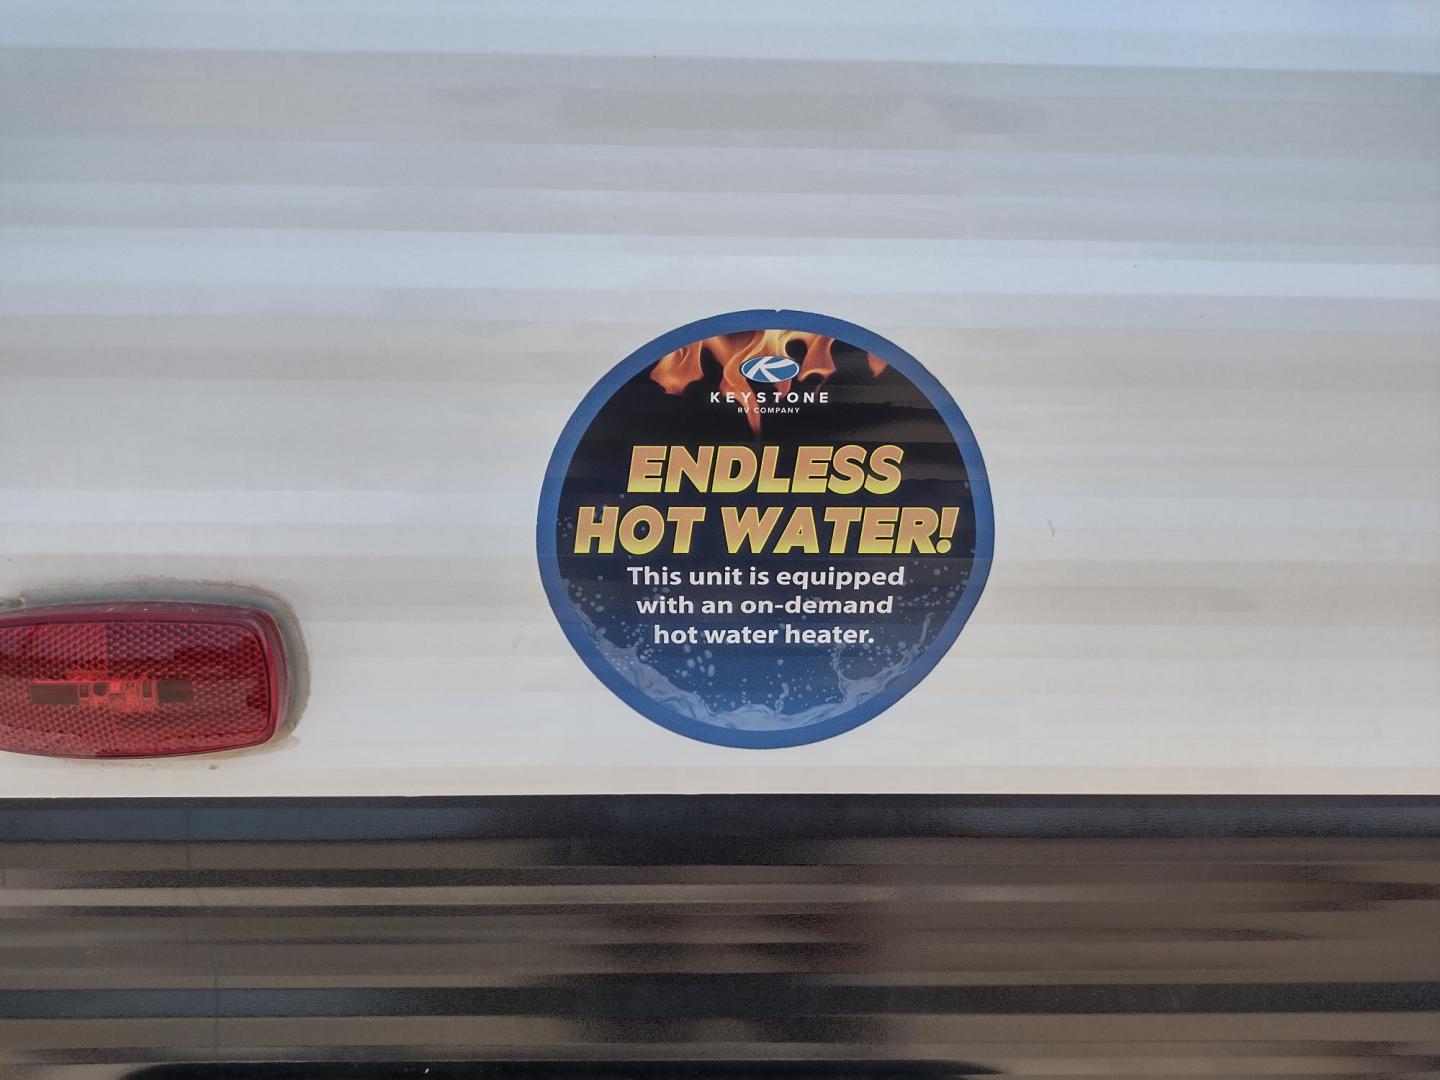 KEYSTONE
RV COMPANY
ENDLESS
HOT WATER!
This unit is equipped
with an on-demand
hot water heater.